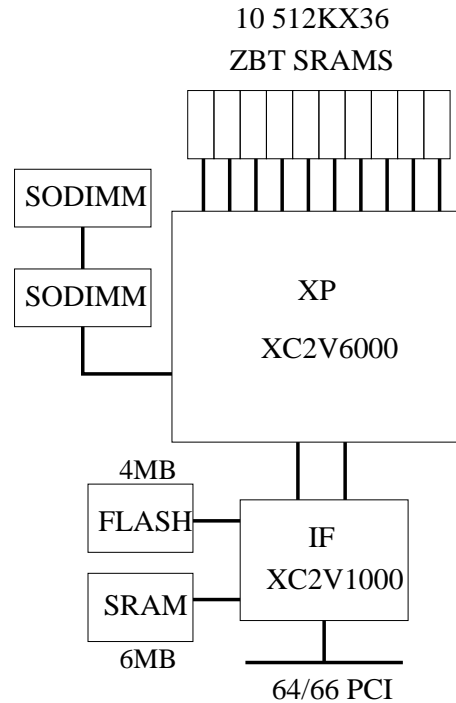 10 512KX36
ZBT SRAMS
SODIMM
SODIMM
XP
XC2V6000
4MB
FLASH
IF
XC2V1000
SRAM
6MB
64/66 PCI